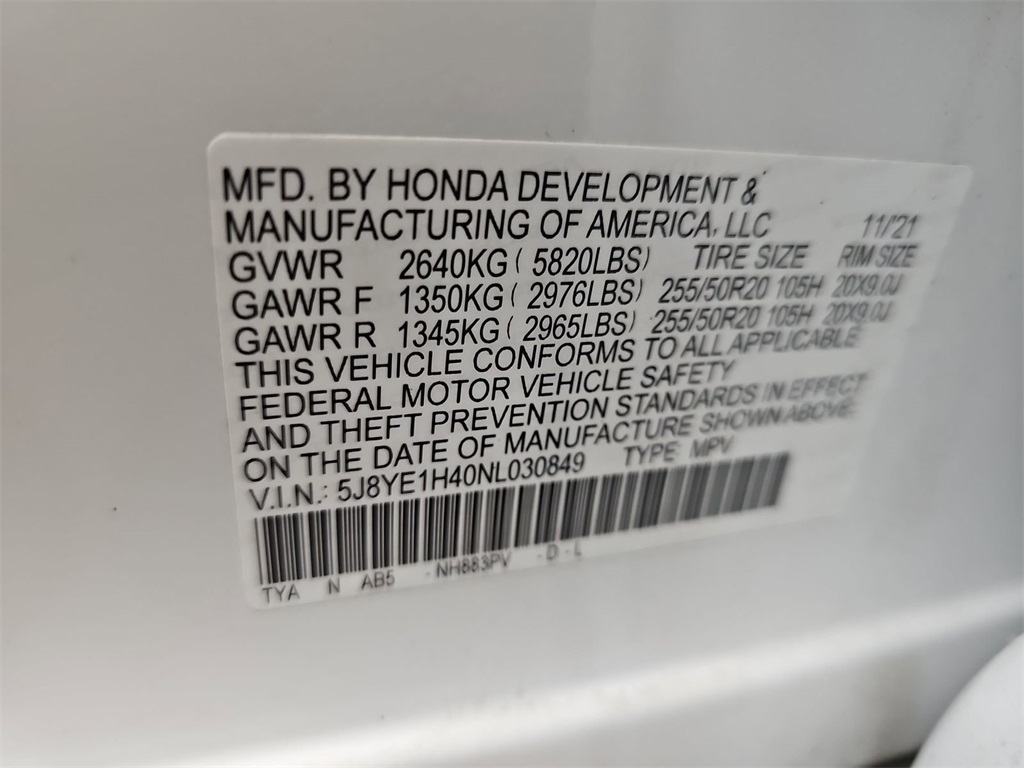 MFD. BY HONDA DEVELOPMENT &
MANUFACTURING OF AMERICA, LLC 11/21
GVWR 2640KG ( 5820LBS) TIRE SIZE RIM SIZE
GAWR F 1350KG ( 2976LBS) 255/50R20 105H 20X9.0J
GAWR R 1345KG ( 2965LBS) 255/50R20 105H 20X9.0J
THIS VEHICLE CONFORMS TO ALL APPLICABLE
FEDERAL MOTOR VEHICLE SAFETY
AND THEFT PREVENTION STANDARDS IN EFFECT
ON THE DATE OF MANUFACTURE SHOWN ABOVE.
V.I.N.: 5J8YE1H40NL030849 TYPE: MPV
TYA N AB5 -NH883PV -D-L